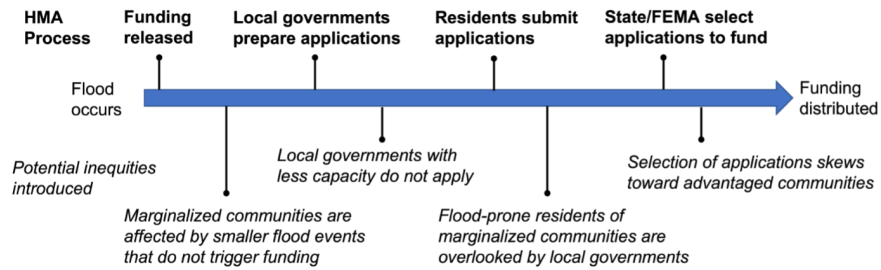 HMA
Process
Funding
released
Local governments
prepare applications
Residents submit
applications
State/FEMA select
applications to fund
Flood
occurs
Funding
distributed
Potential inequities
introduced
Marginalized communities are
affected by smaller flood events
that do not trigger funding
Local governments with
less capacity do not apply
Flood-prone residents of
marginalized communities are
overlooked by local governments
Selection of applications skews
toward advantaged communities